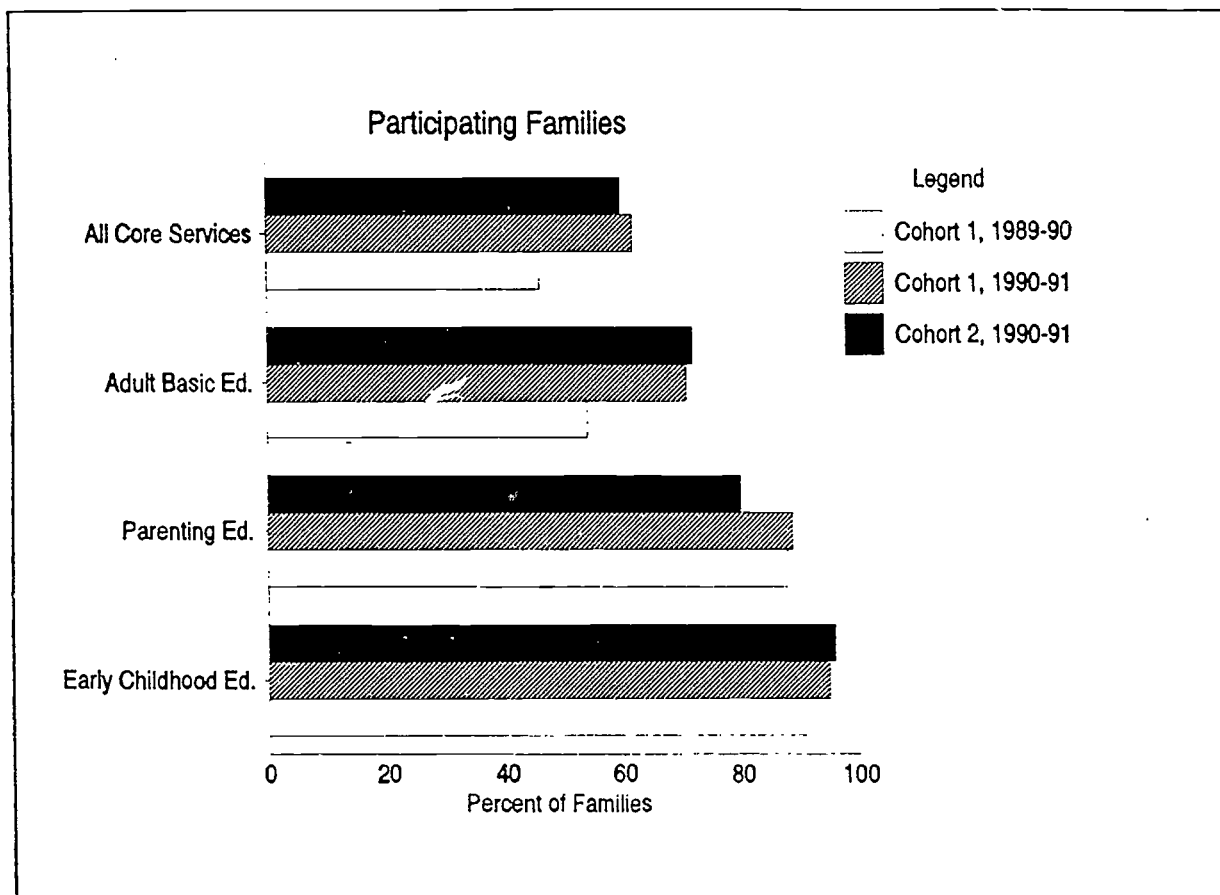 Participating Families
Legend
Cohort 1, 1989-90
Cohort 1, 1990-91
Cohort 2, 1990-91
All Core Services
Adult Basic Ed.
Parenting Ed.
Early Childhood Ed.
0 20 40 60 80 100
Percent of Families